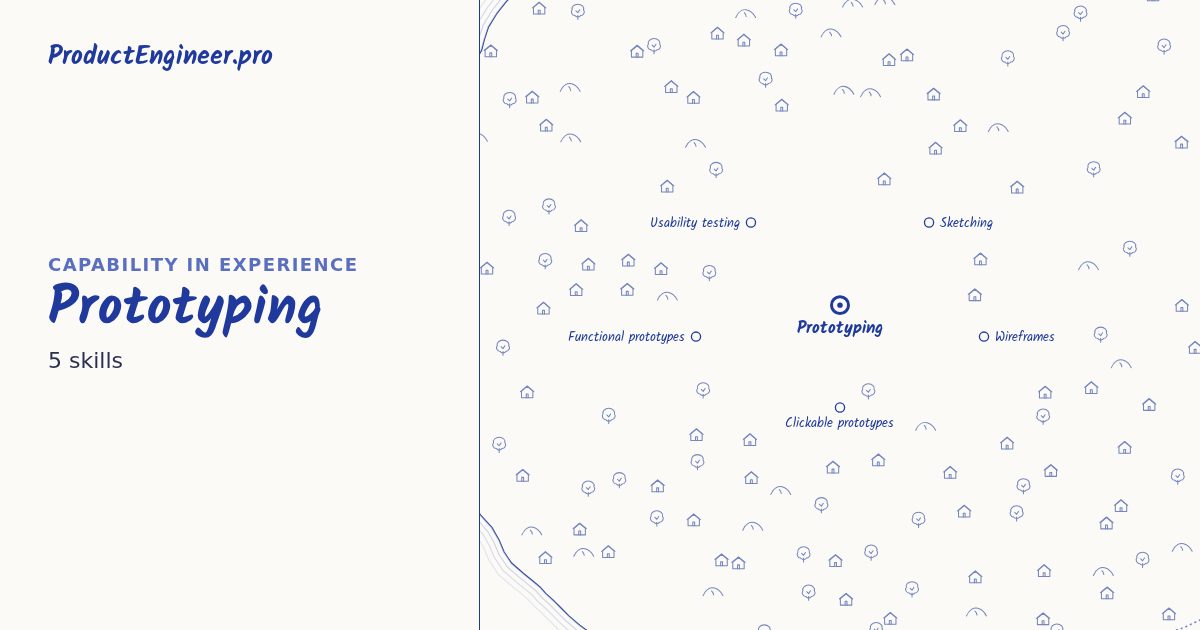 ProductEngineer.pro
CAPABILITY IN EXPERIENCE
Prototyping
5 skills
Usability testing
Sketching
Prototyping
Functional prototypes
Wireframes
Clickable prototypes